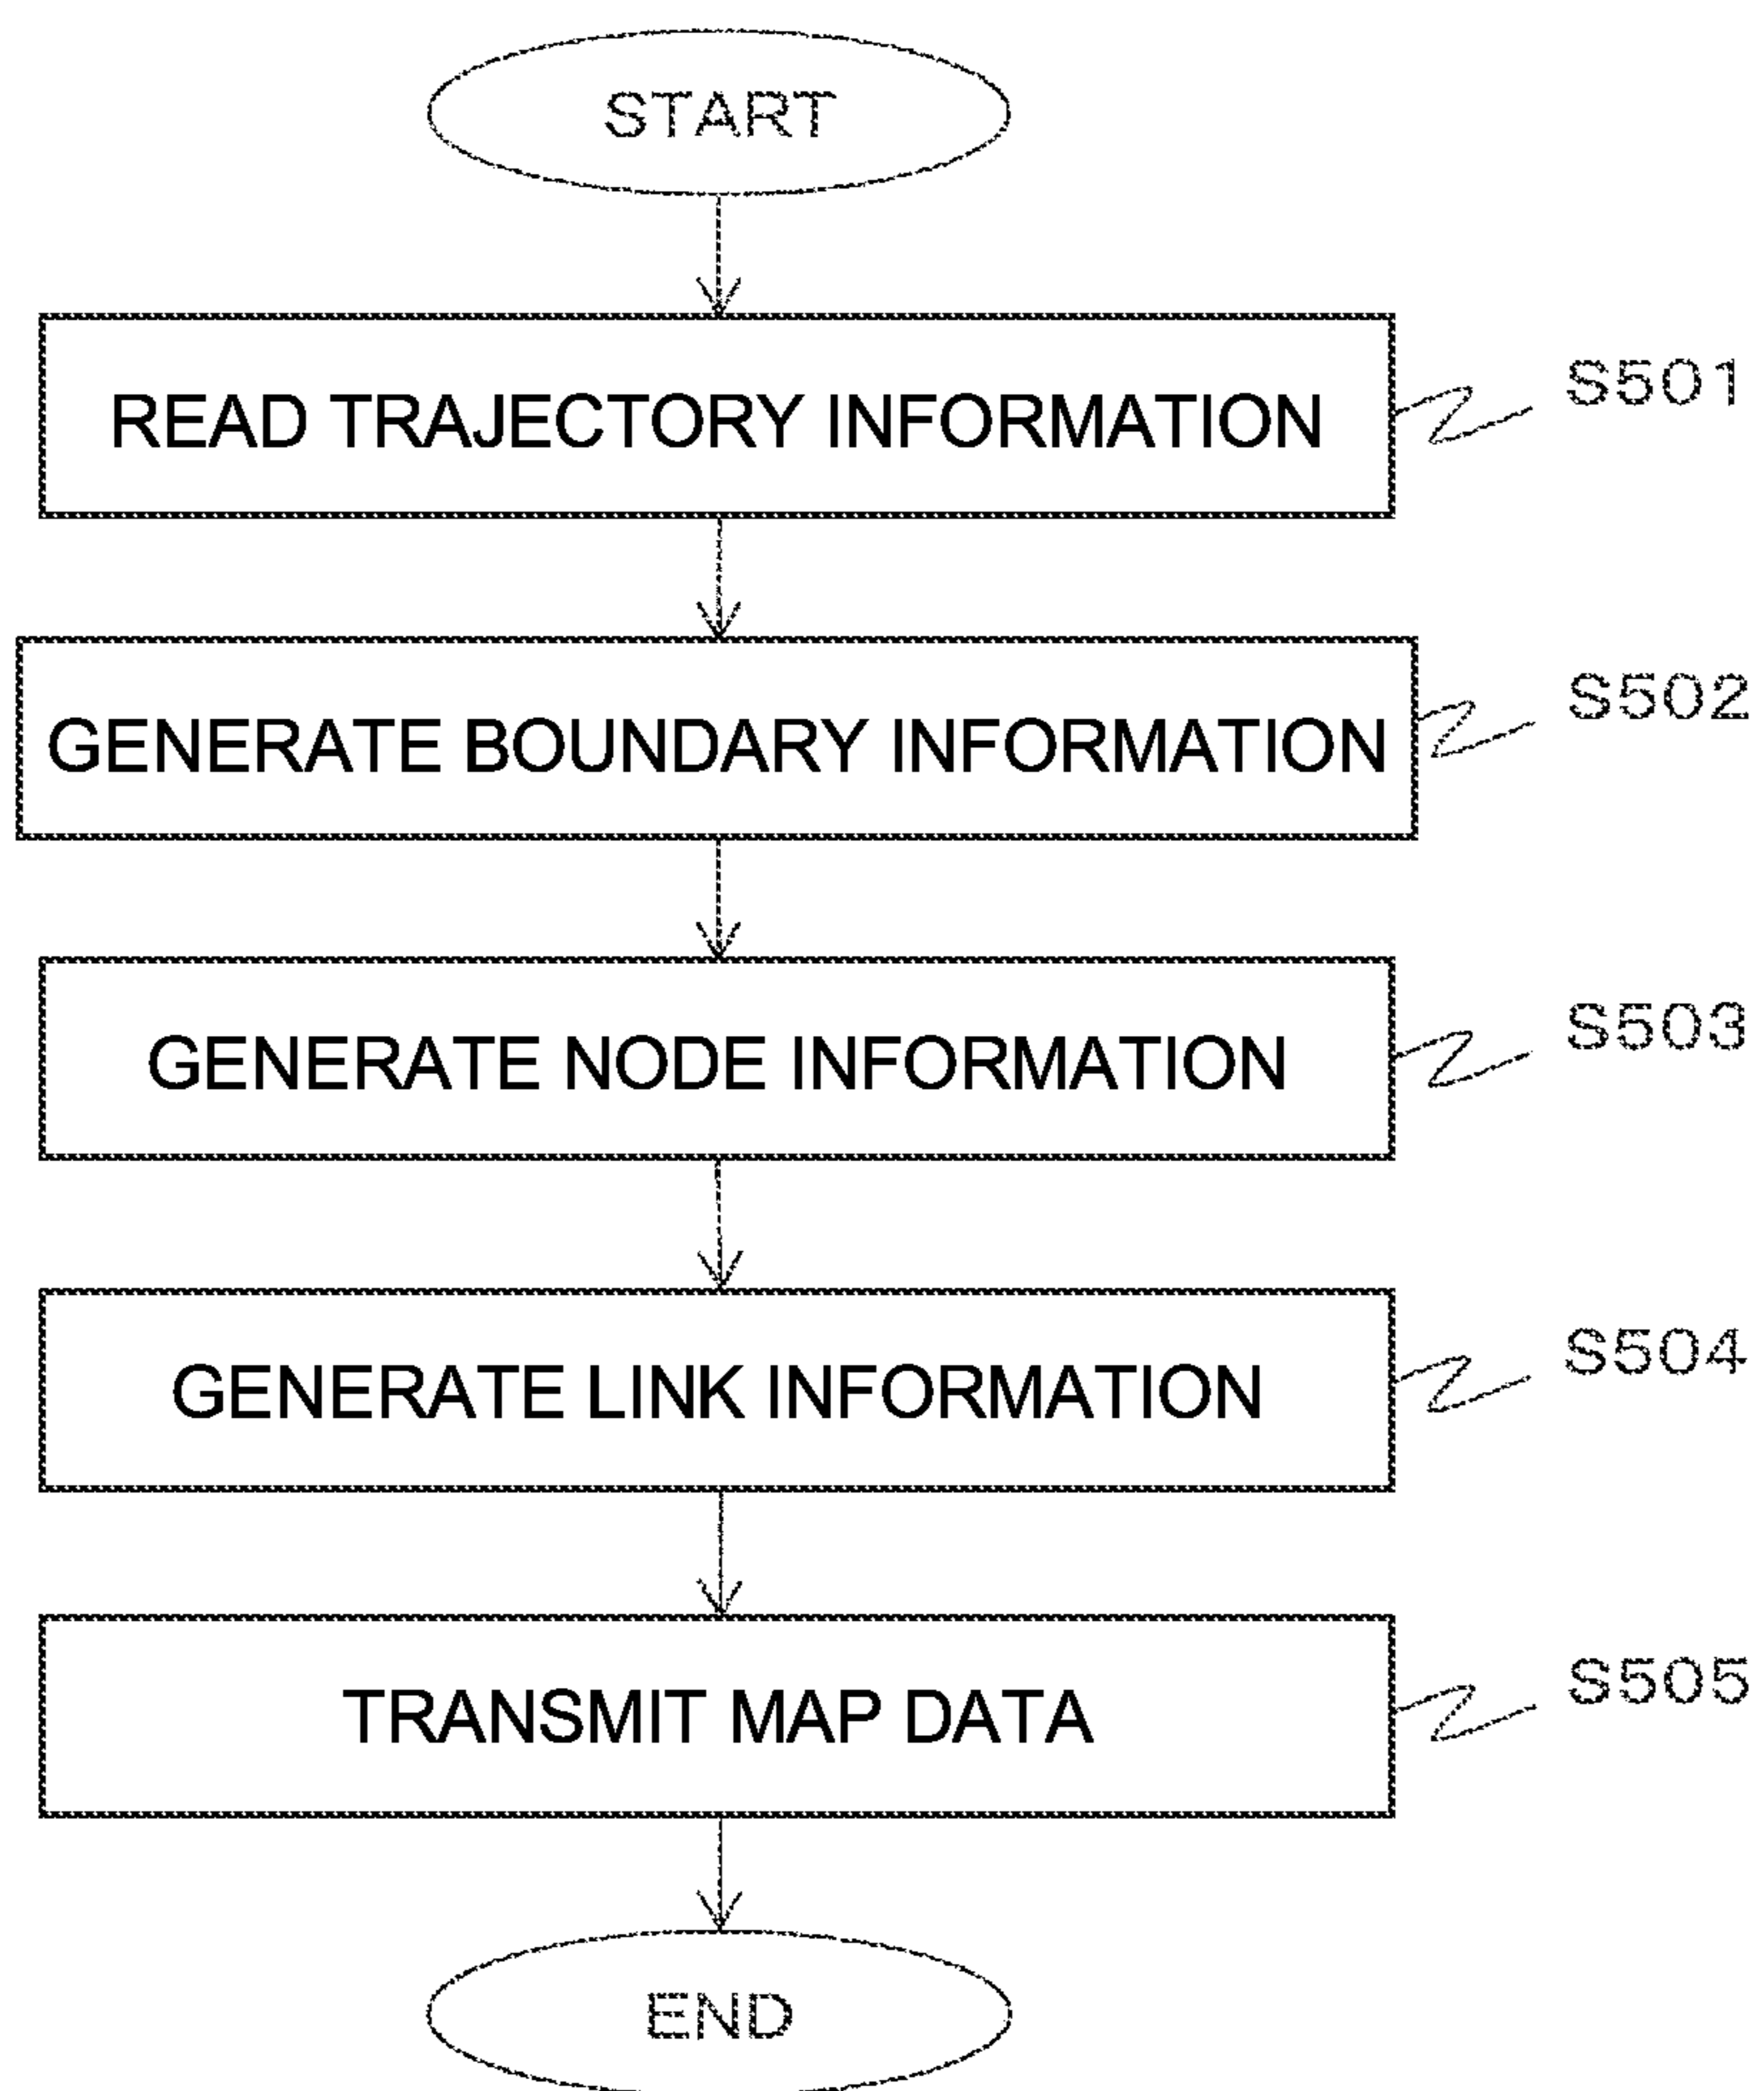 START
READ TRAJECTORY INFORMATION
S501
GENERATE BOUNDARY INFORMATION
S502
GENERATE NODE INFORMATION
S503
GENERATE LINK INFORMATION
S504
TRANSMIT MAP DATA
S505
END